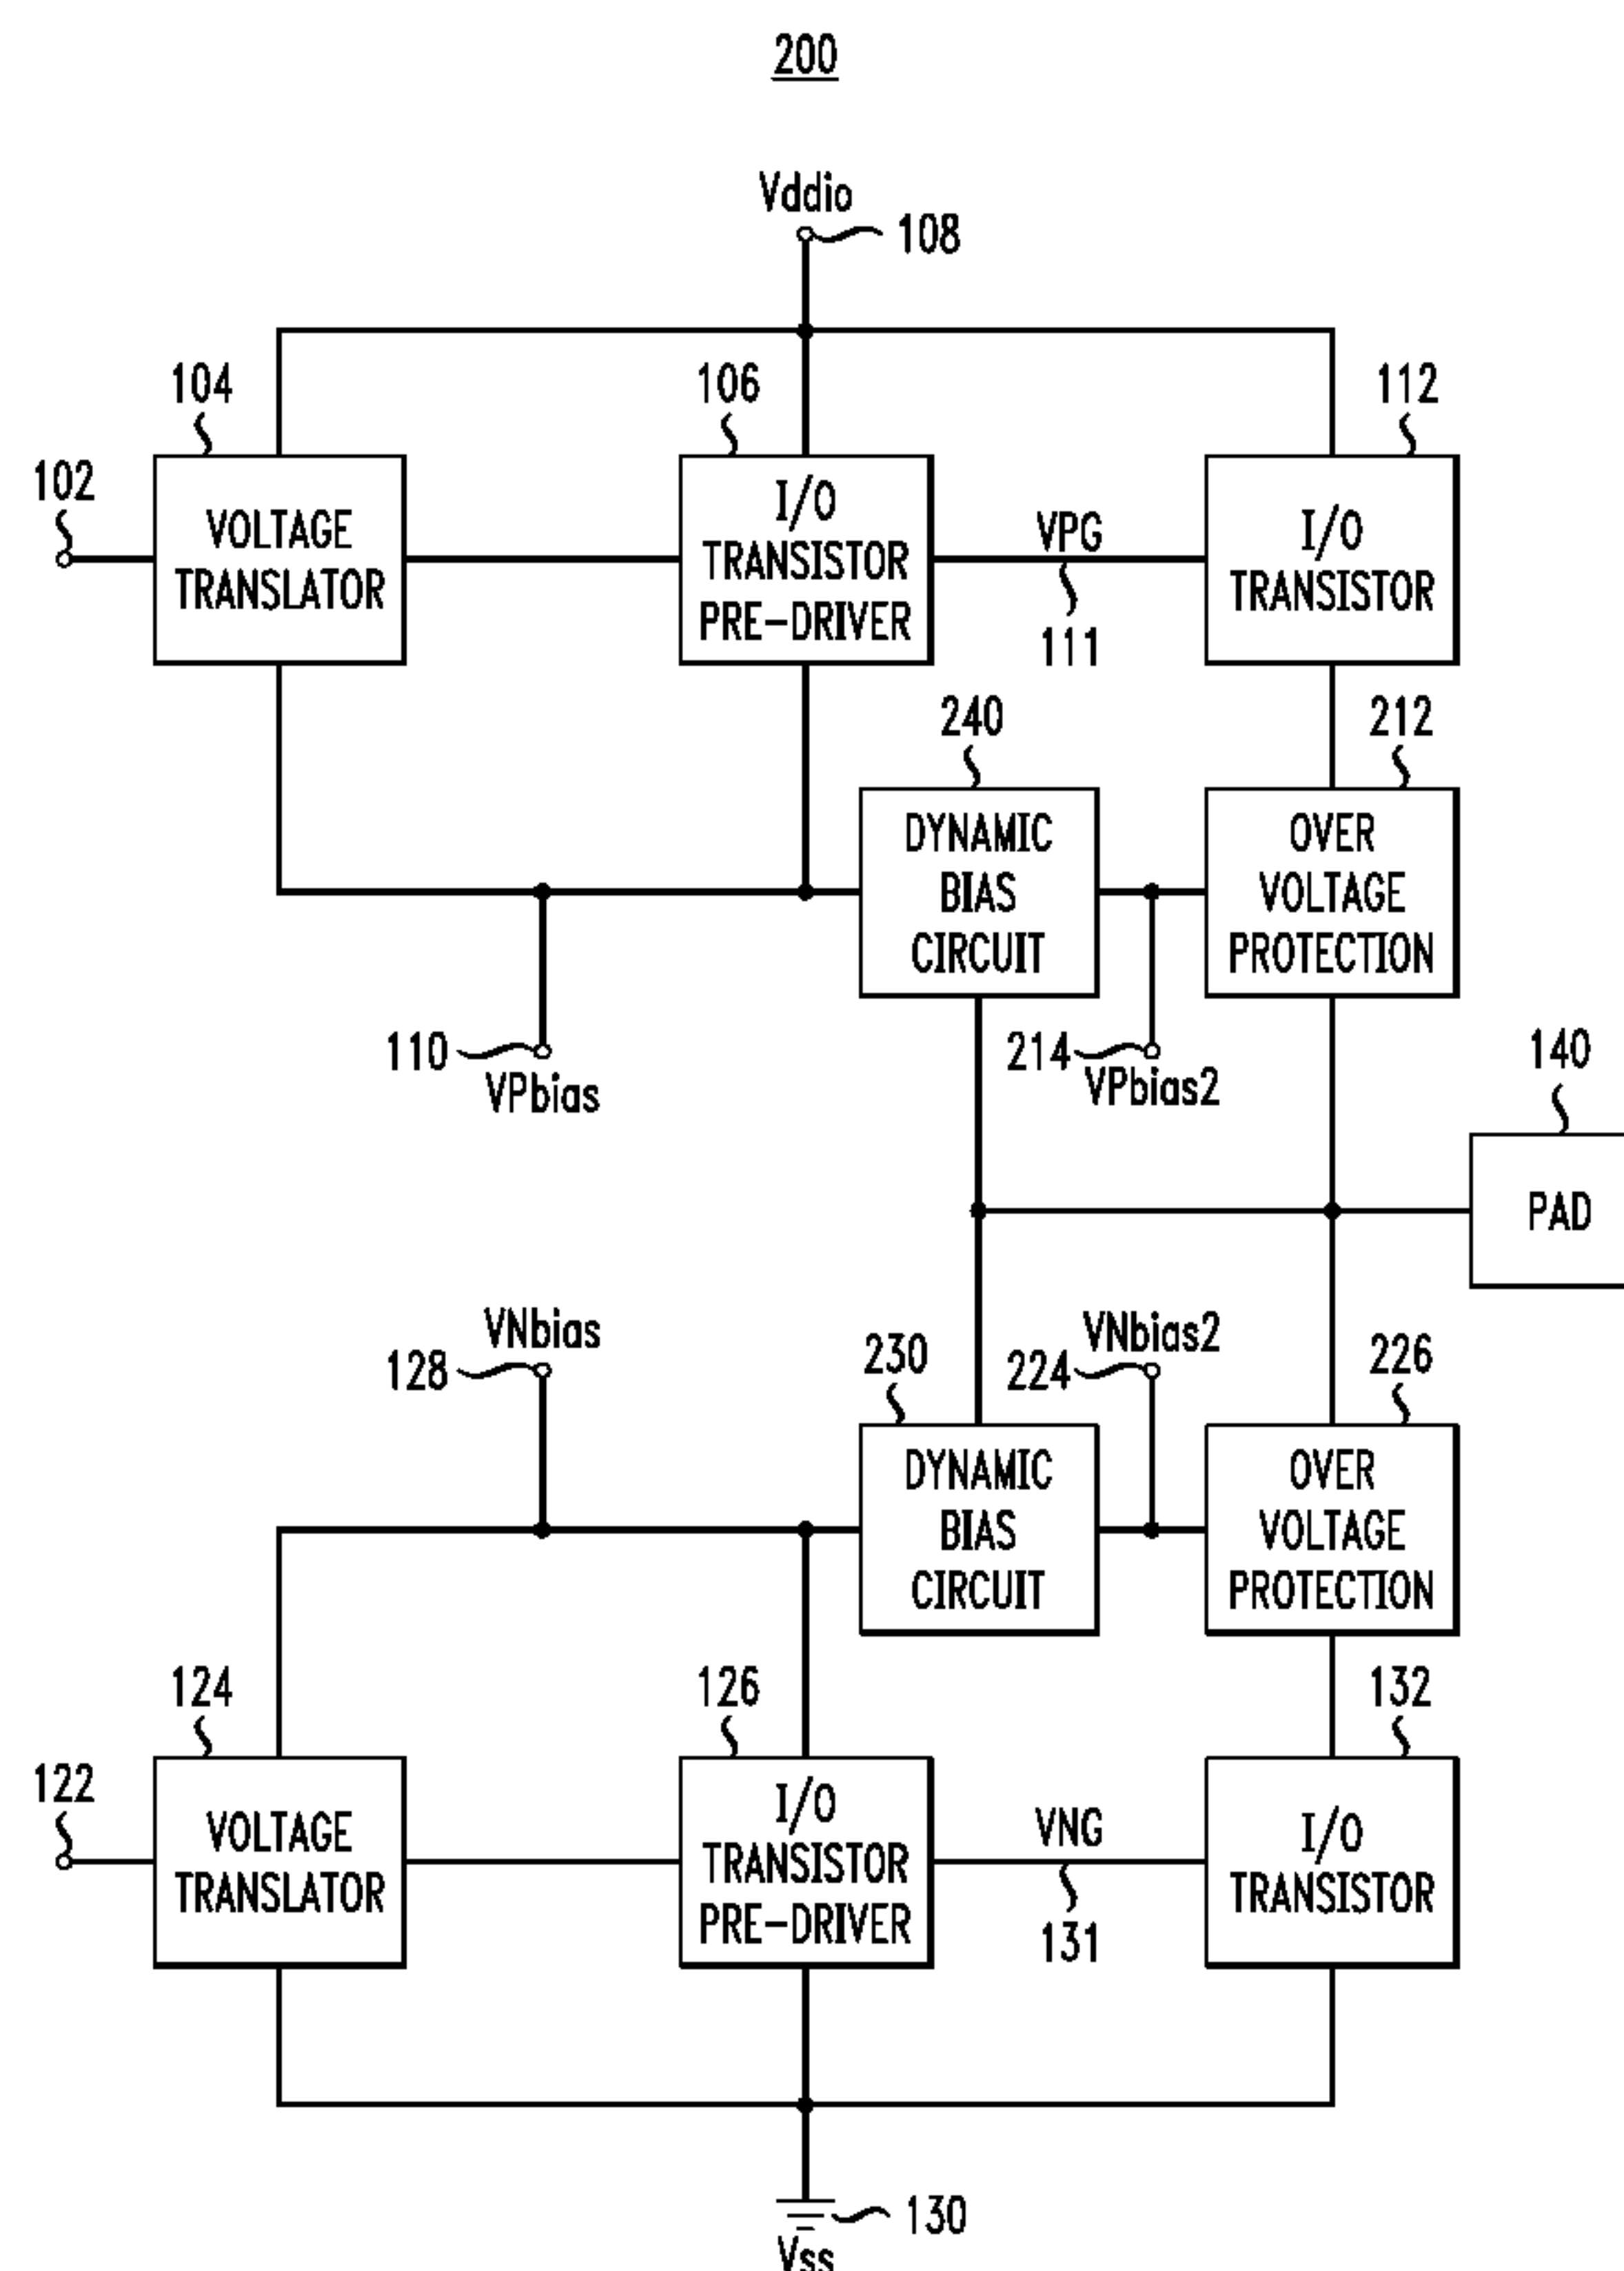 200
Vddio
108
104
106
112
102
VOLTAGE
TRANSLATOR
I/O
TRANSISTOR
PRE-DRIVER
VPG
111
I/O
TRANSISTOR
240
212
DYNAMIC
BIAS
CIRCUIT
OVER
VOLTAGE
PROTECTION
110
VPbias
214
VPbias2
140
PAD
VNbias
128
230
VNbias2
224
226
DYNAMIC
BIAS
CIRCUIT
OVER
VOLTAGE
PROTECTION
124
126
132
122
VOLTAGE
TRANSLATOR
I/O
TRANSISTOR
PRE-DRIVER
VNG
131
I/O
TRANSISTOR
130
Vss